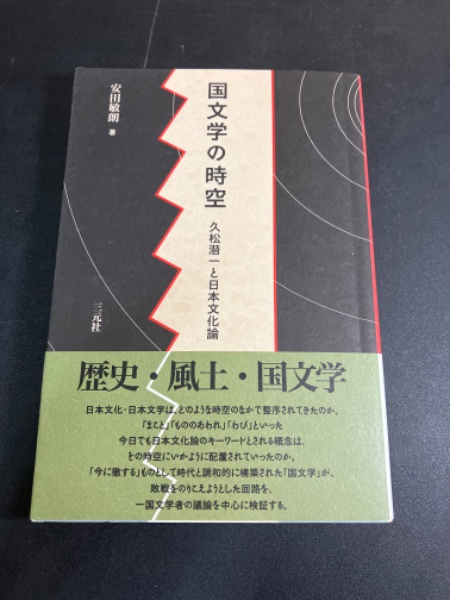 国文学の時空
久松潜一と日本文化論
安田敏朗 著
三元社
歴史・風土・国文学
日本文化・日本文学は、どのような時空のなかで整序されてきたのか。
「まこと」「もののあわれ」「わび」といった
今日でも日本文化論のキーワードとされる概念は、
その時空にいかように配置されていったのか。
「今に徹する」ものとして時代と調和的に構築された「国文学」が、
敗戦をのりこえようとした回路を、
一国文学者の議論を中心に検証する。